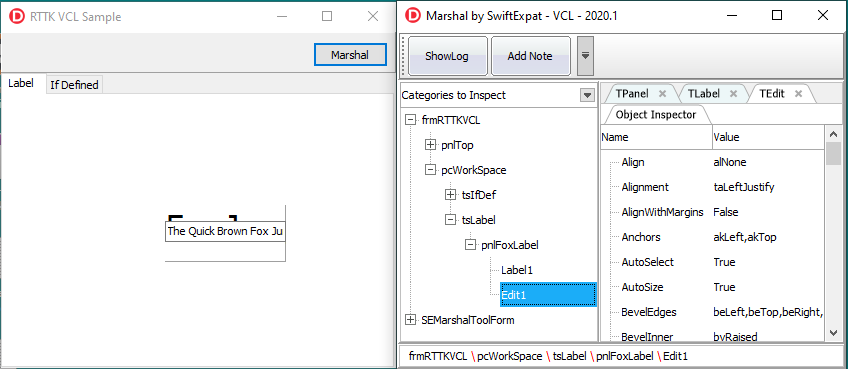 RTTK VCL Sample
Marshal
Label
If Defined
The Quick Brown Fox Ju
Marshal by SwiftExpat - VCL - 2020.1
ShowLog
Add Note
Categories to Inspect
frmRTTKVCL
pnlTop
pcWorkSpace
tsIfDef
tsLabel
pnlFoxLabel
Label1
Edit1
SEMarshalToolForm
TPanel
TLabel
TEdit
Object Inspector
Name Value
Align alNone
Alignment taLeftJustify
AlignWithMargins False
Anchors akLeft,akTop
AutoSelect True
AutoSize True
BevelEdges beLeft,beTop,beRight,
BevelInner bvRaised
frmRTTKVCL \ pcWorkSpace \ tsLabel \ pnlFoxLabel \ Edit1